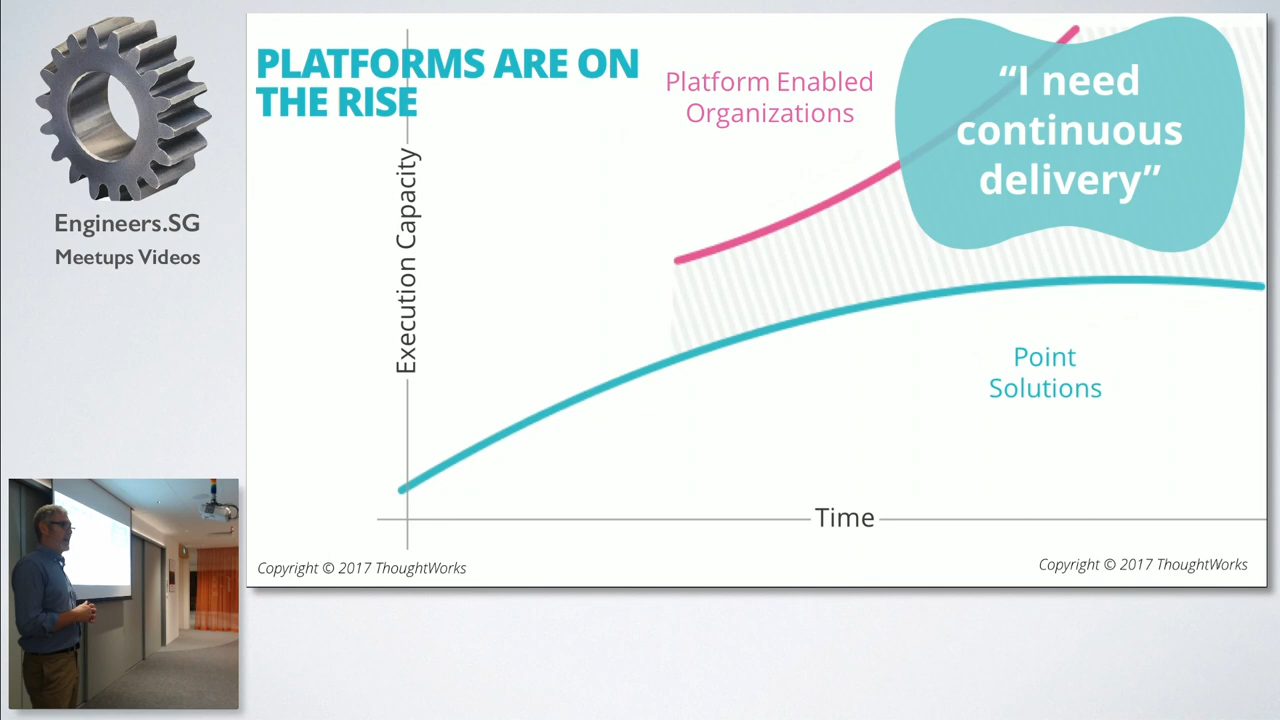 Engineers.SG
Meetups Videos
PLATFORMS ARE ON
THE RISE
Platform Enabled
Organizations
“I need
continuous
delivery”
Execution Capacity
Point
Solutions
Time
Copyright © 2017 ThoughtWorks
Copyright © 2017 ThoughtWorks